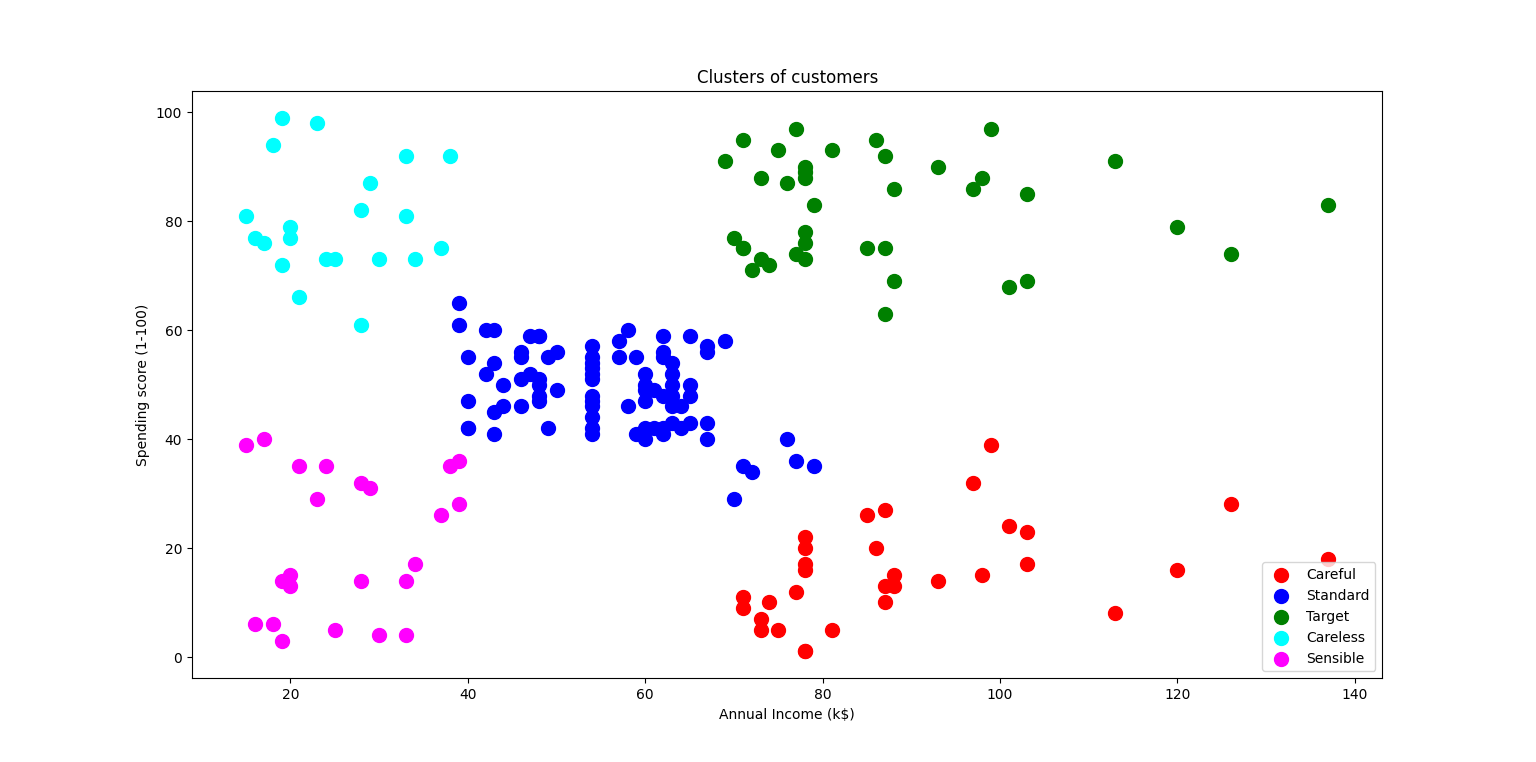 Clusters of customers
100
80
60
40
20
0
Spending score (1-100)
20 40 60 80 100 120 140
Annual Income (k$)
Careful
Standard
Target
Careless
Sensible